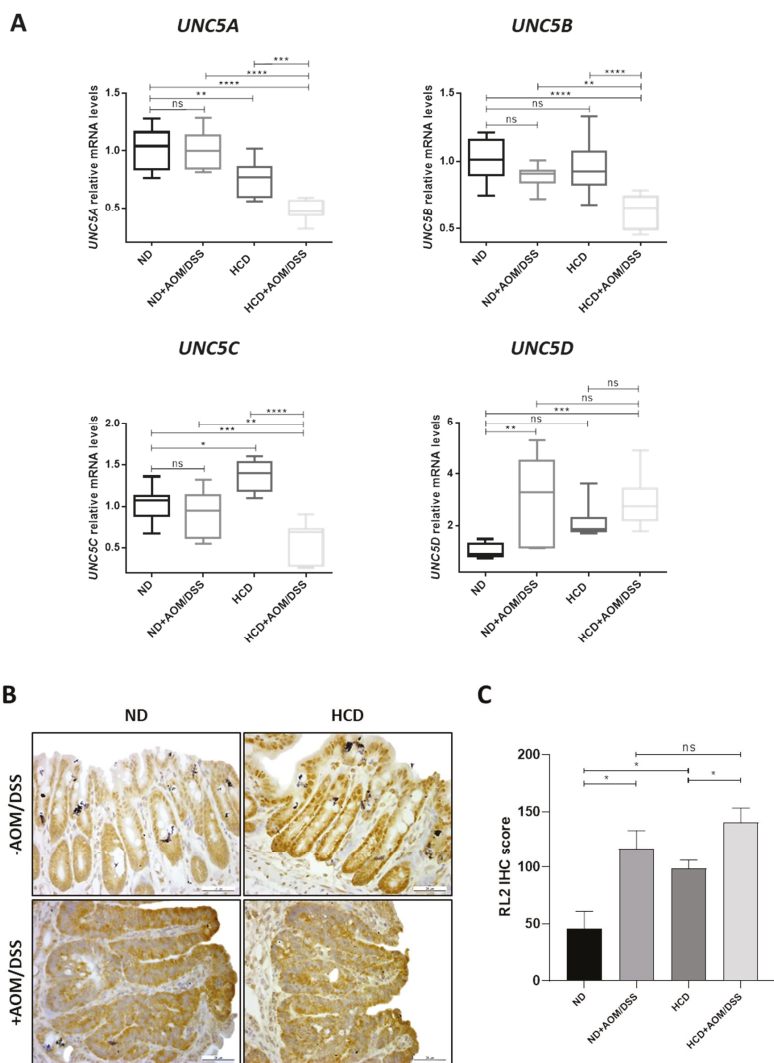 A
UNC5A
UNC5A relative mRNA levels
1.5
1.0
0.5
***
****
****
**
ns
ND
ND+AOM/DSS
HCD
HCD+AOM/DSS
UNC5B
UNC5B relative mRNA levels
1.5
1.0
0.5
****
**
****
ns
ns
ND
ND+AOM/DSS
HCD
HCD+AOM/DSS
UNC5C
UNC5C relative mRNA levels
2.0
1.5
1.0
0.5
****
**
***
*
ns
ND
ND+AOM/DSS
HCD
HCD+AOM/DSS
UNC5D
UNC5D relative mRNA levels
6
4
2
ns
ns
***
ns
**
ND
ND+AOM/DSS
HCD
HCD+AOM/DSS
B
ND
HCD
-AOM/DSS
+AOM/DSS
C
RL2 IHC score
200
150
100
50
0
ns
*
*
*
ND
ND+AOM/DSS
HCD
HCD+AOM/DSS